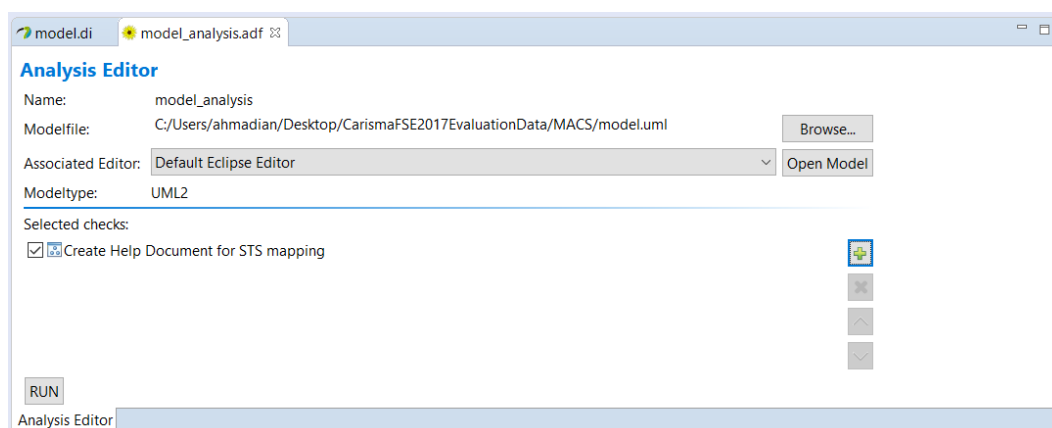 model.di model_analysis.adf
Analysis Editor
Name: model_analysis
Modelfile: C:/Users/ahmadian/Desktop/CarismaFSE2017EvaluationData/MACS/model.uml Browse...
Associated Editor: Default Eclipse Editor Open Model
Modeltype: UML2
Selected checks:
Create Help Document for STS mapping
RUN
Analysis Editor